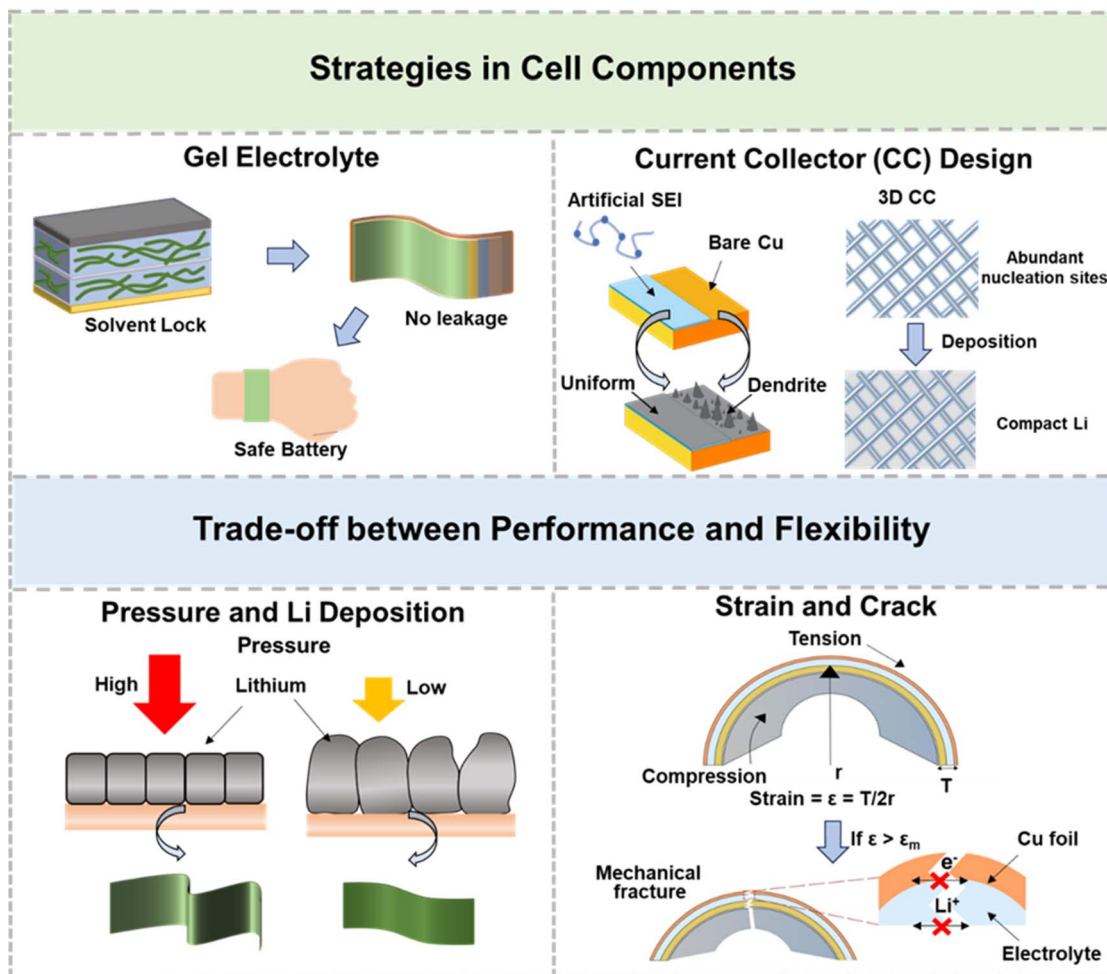 Strategies in Cell Components
Gel Electrolyte
Solvent Lock
No leakage
Safe Battery
Current Collector (CC) Design
Artificial SEI
Bare Cu
Uniform
Dendrite
3D CC
Abundant
nucleation sites
Deposition
Compact Li
Trade-off between Performance and Flexibility
Pressure and Li Deposition
Pressure
High
Lithium
Low
Strain and Crack
Tension
Compression
r
T
Strain = ε = T/2r
If ε > εₘ
Mechanical
fracture
e⁻
Cu foil
Li⁺
Electrolyte